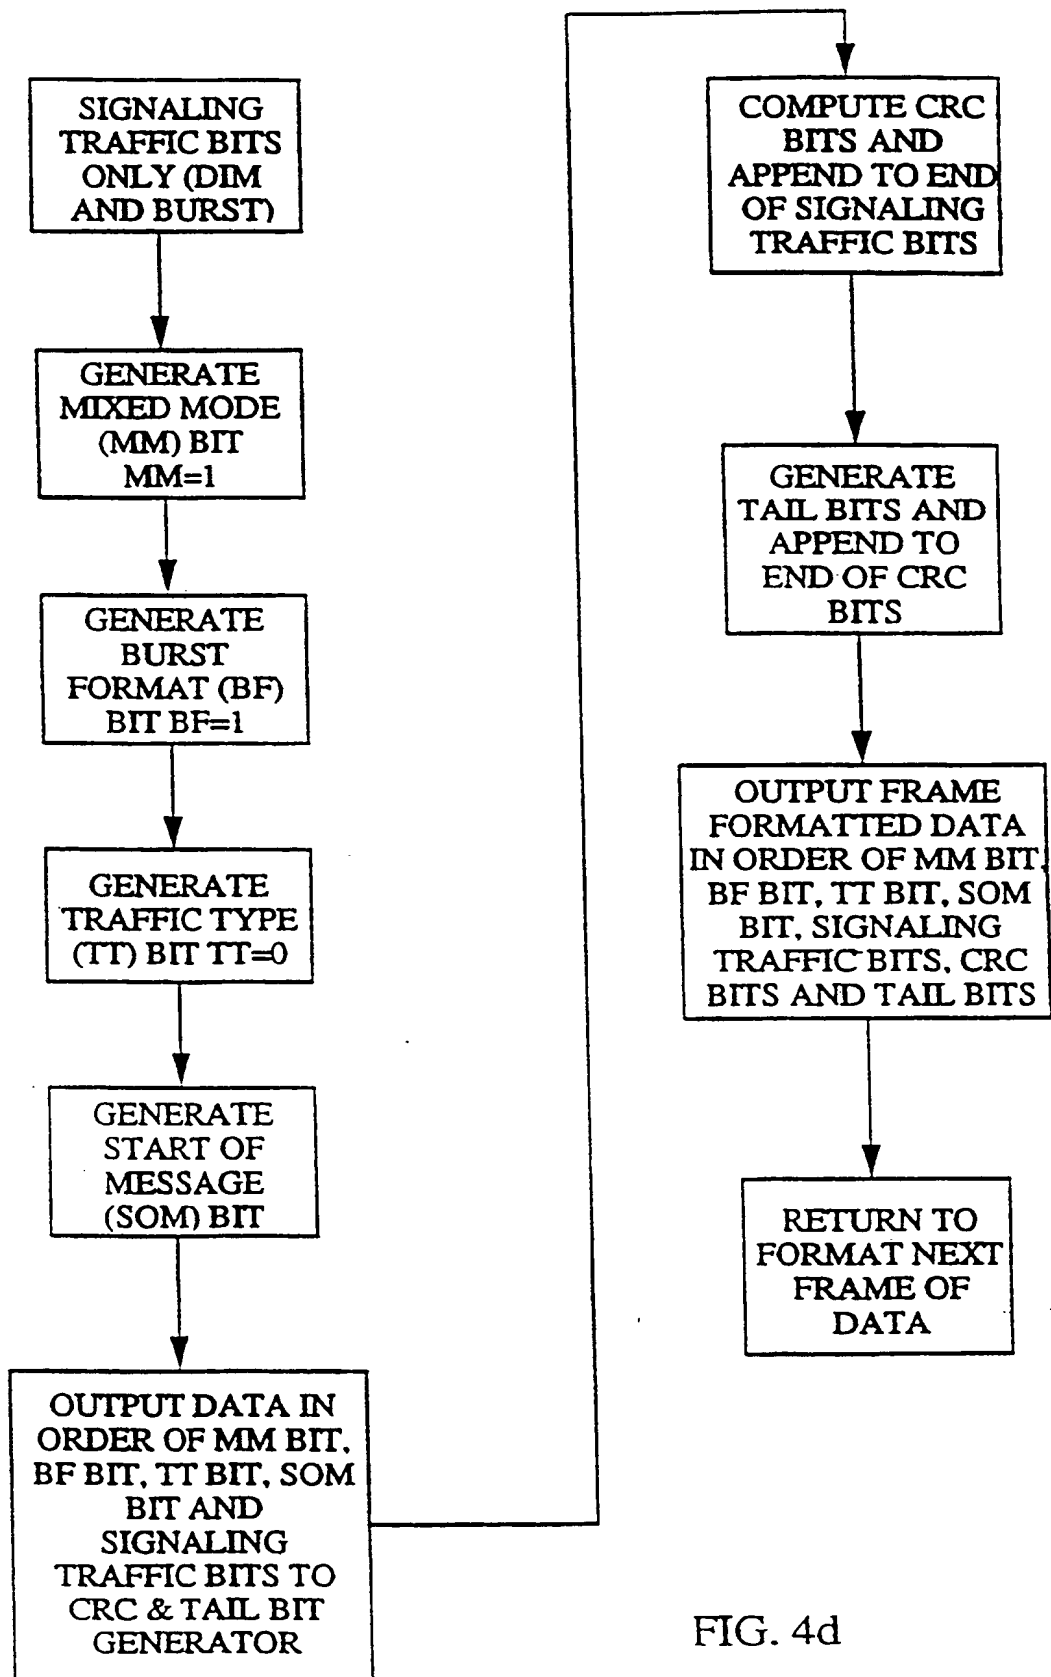 SIGNALING
TRAFFIC BITS
ONLY (DIM
AND BURST)
GENERATE
MIXED MODE
(MM) BIT
MM=1
GENERATE
BURST
FORMAT (BF)
BIT BF=1
GENERATE
TRAFFIC TYPE
(TT) BIT TT=0
GENERATE
START OF
MESSAGE
(SOM) BIT
OUTPUT DATA IN
ORDER OF MM BIT,
BF BIT, TT BIT, SOM
BIT AND
SIGNALING
TRAFFIC BITS TO
CRC & TAIL BIT
GENERATOR
COMPUTE CRC
BITS AND
APPEND TO END
OF SIGNALING
TRAFFIC BITS
GENERATE
TAIL BITS AND
APPEND TO
END OF CRC
BITS
OUTPUT FRAME
FORMATTED DATA
IN ORDER OF MM BIT,
BF BIT, TT BIT, SOM
BIT, SIGNALING
TRAFFIC BITS, CRC
BITS AND TAIL BITS
RETURN TO
FORMAT NEXT
FRAME OF
DATA
FIG. 4d